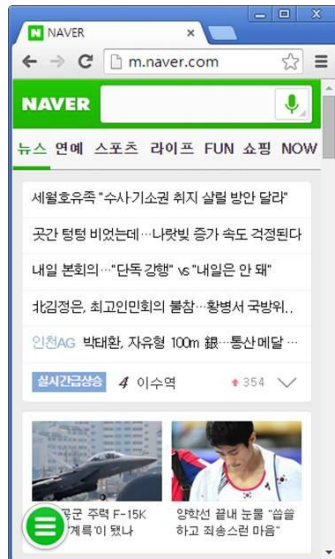 NAVER
m.naver.com
NAVER
뉴스 연예 스포츠 라이프 FUN 쇼핑 NOW
세월호유족 "수사·기소권 취지 살릴 방안 달라"
곳간 텅텅 비었는데…나랏빚 증가 속도 걱정된다
내일 본회의…"단독 강행" vs "내일은 안 돼"
北김정은, 최고인민회의 불참…황병서 국방위..
인천AG 박태환, 자유형 100m 銀…통산 메달 …
실시간급상승 4 이수역 354
공군 주력 F-15K
'계륵'이 됐나
양학선 끝내 눈물 "씁쓸
하고 죄송스런 마음"